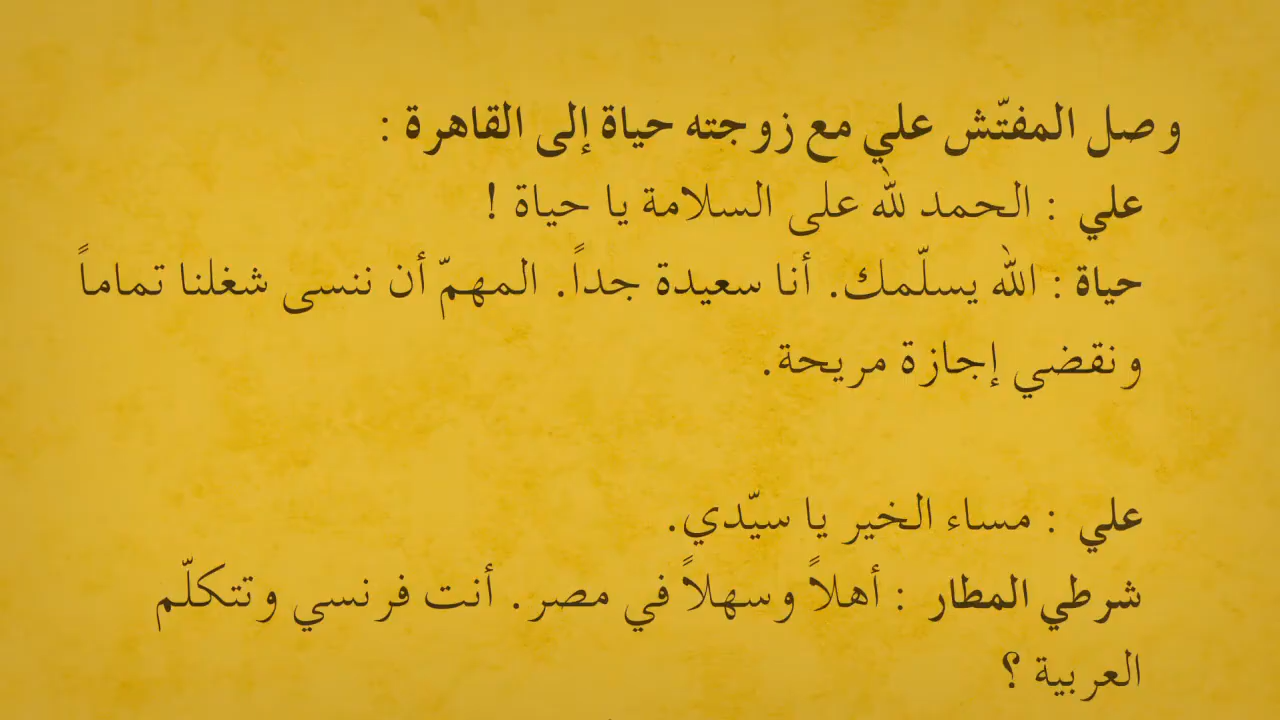 وصل المفتّش علي مع زوجته حياة إلى القاهرة :
علي : الحمد لله على السلامة يا حياة !
حياة : الله يسلّمك. أنا سعيدة جداً. المهمّ أن ننسى شغلنا تماماً
ونقضي إجازة مريحة.
علي : مساء الخير يا سيّدي.
شرطي المطار : أهلاً وسهلاً في مصر. أنت فرنسي وتتكلّم
العربية ؟